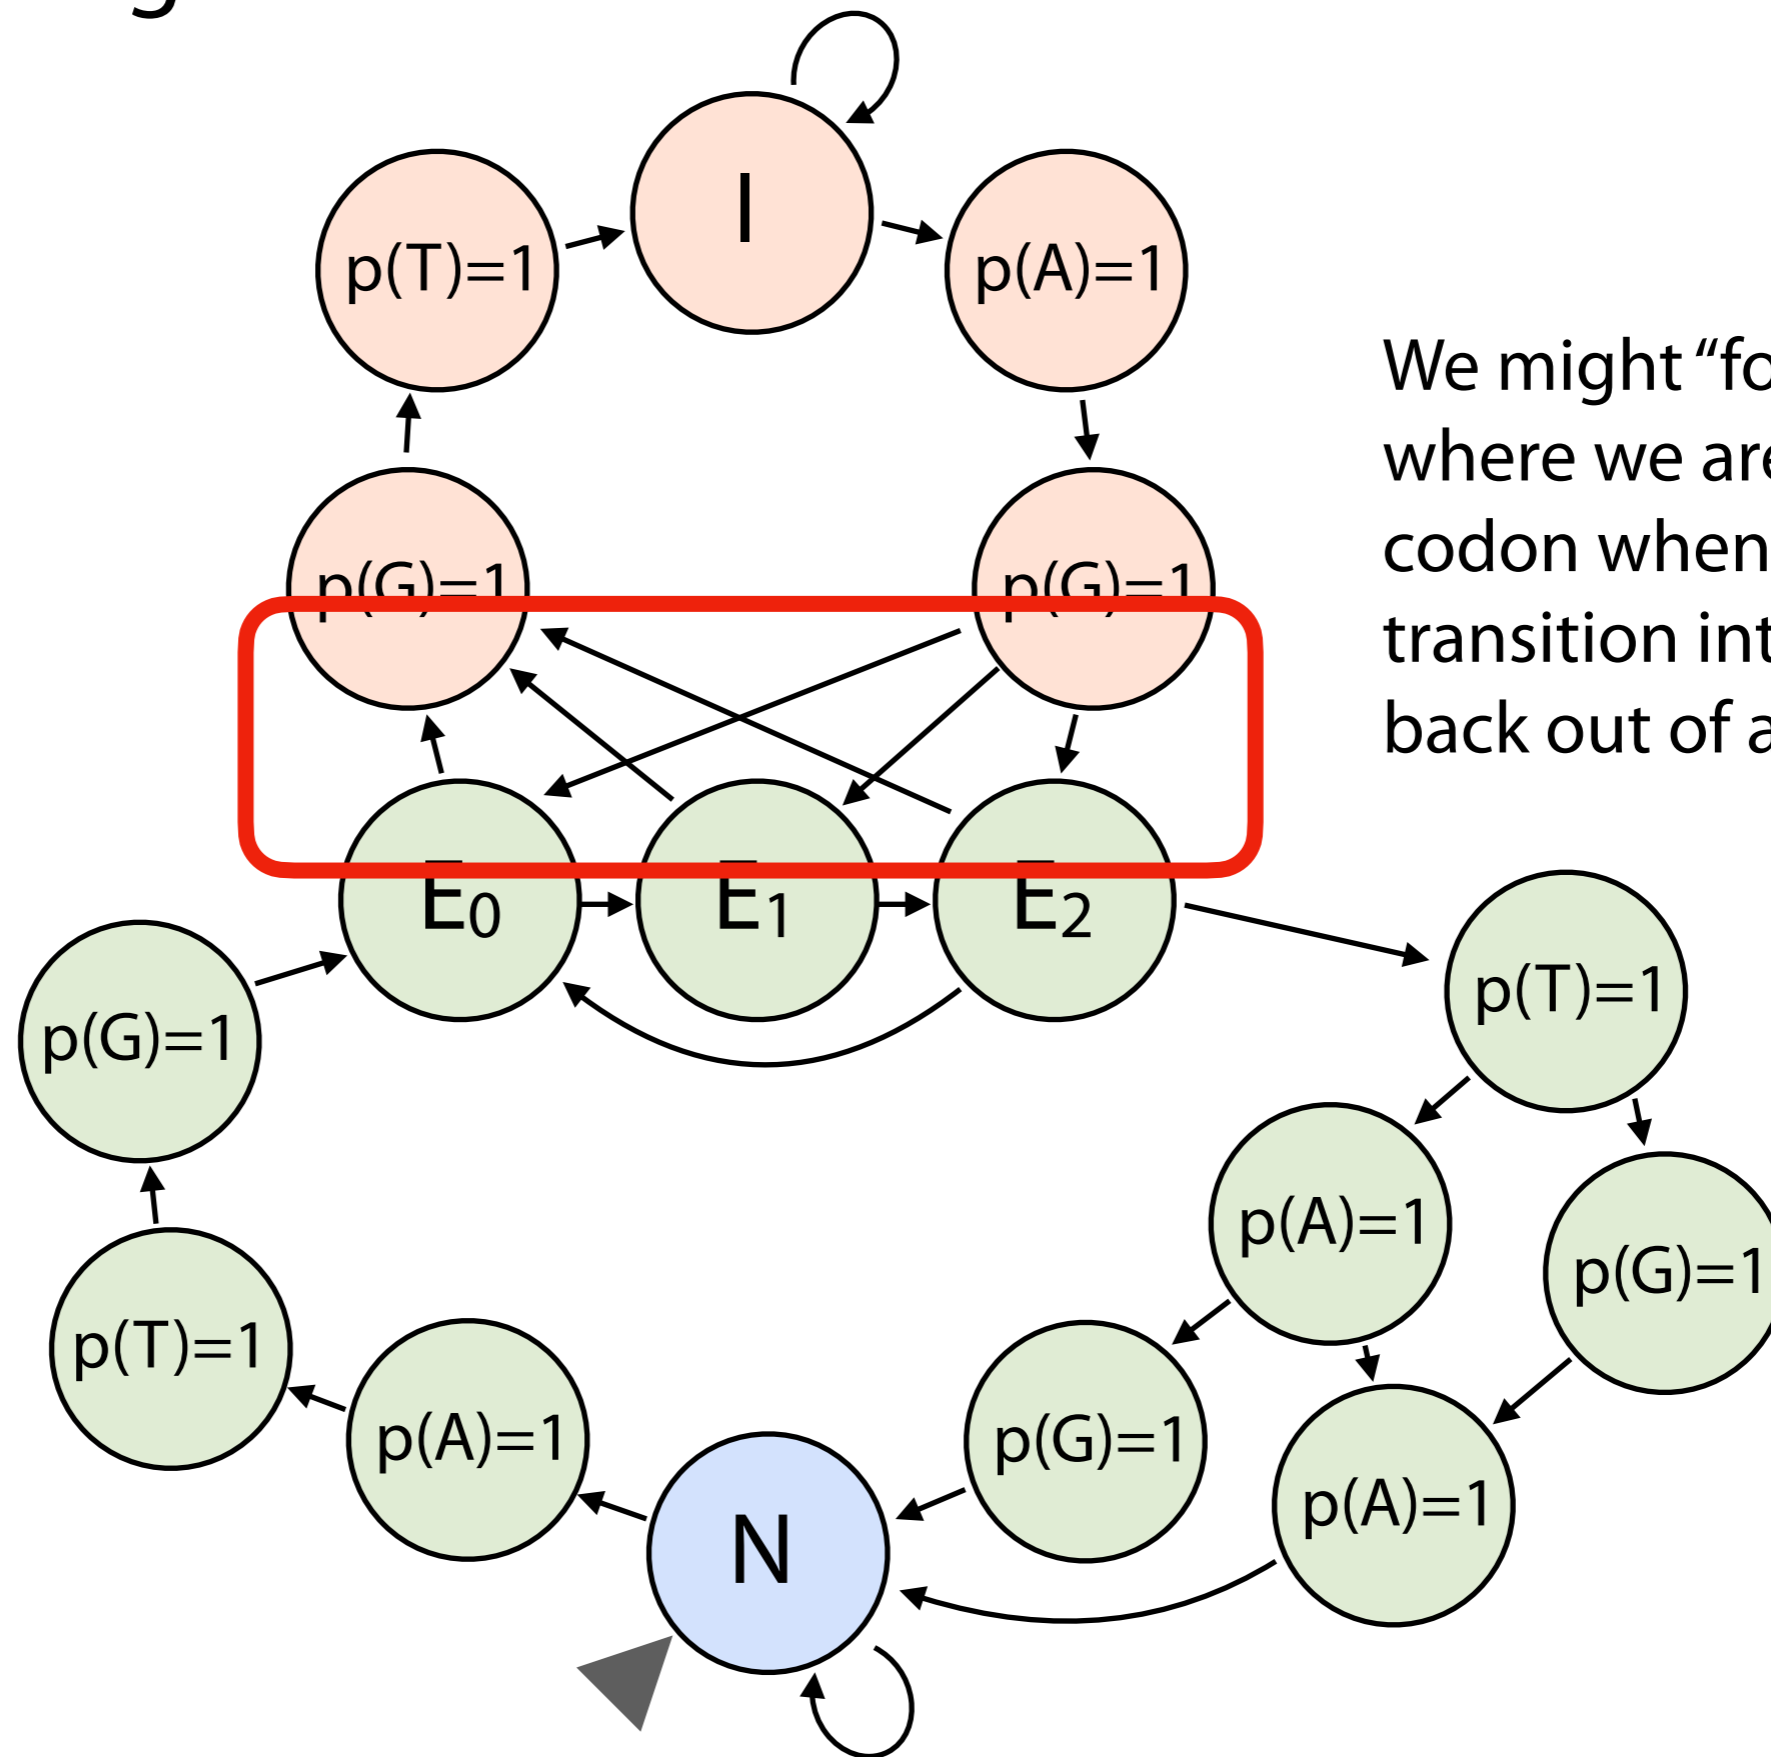 g
I
p(T)=1
p(A)=1
We might “fo
where we are
codon when
transition int
back out of a
p(G)=1
p(G)=1
E0
E1
E2
p(T)=1
p(G)=1
p(A)=1
p(G)=1
p(T)=1
p(A)=1
p(G)=1
p(A)=1
N